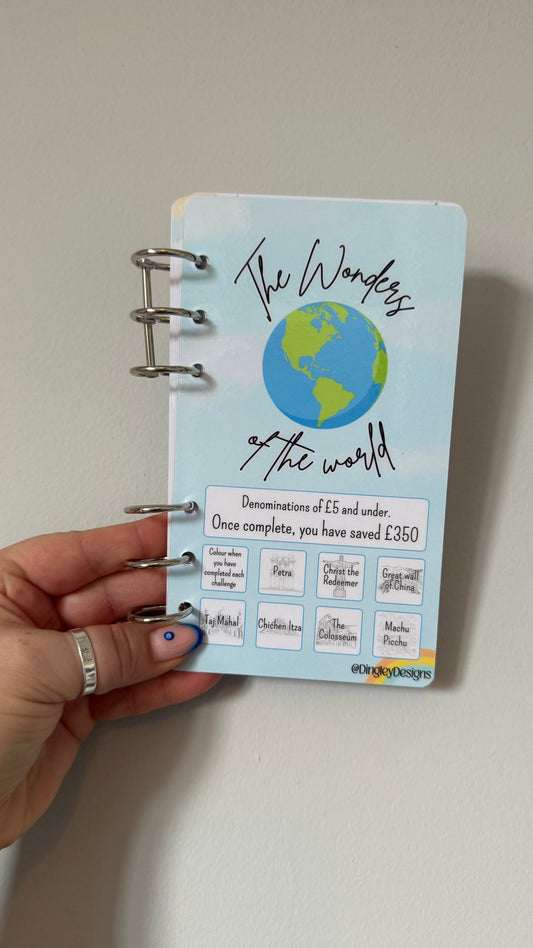 The Wonders
of the world
Denominations of £5 and under.
Once complete, you have saved £350
Colour when
you have
completed each
challenge
Petra
Christ the
Redeemer
Great wall
of China
Taj Mahal
Chichen Itza
The
Colosseum
Machu
Picchu
@DingleyDesigns